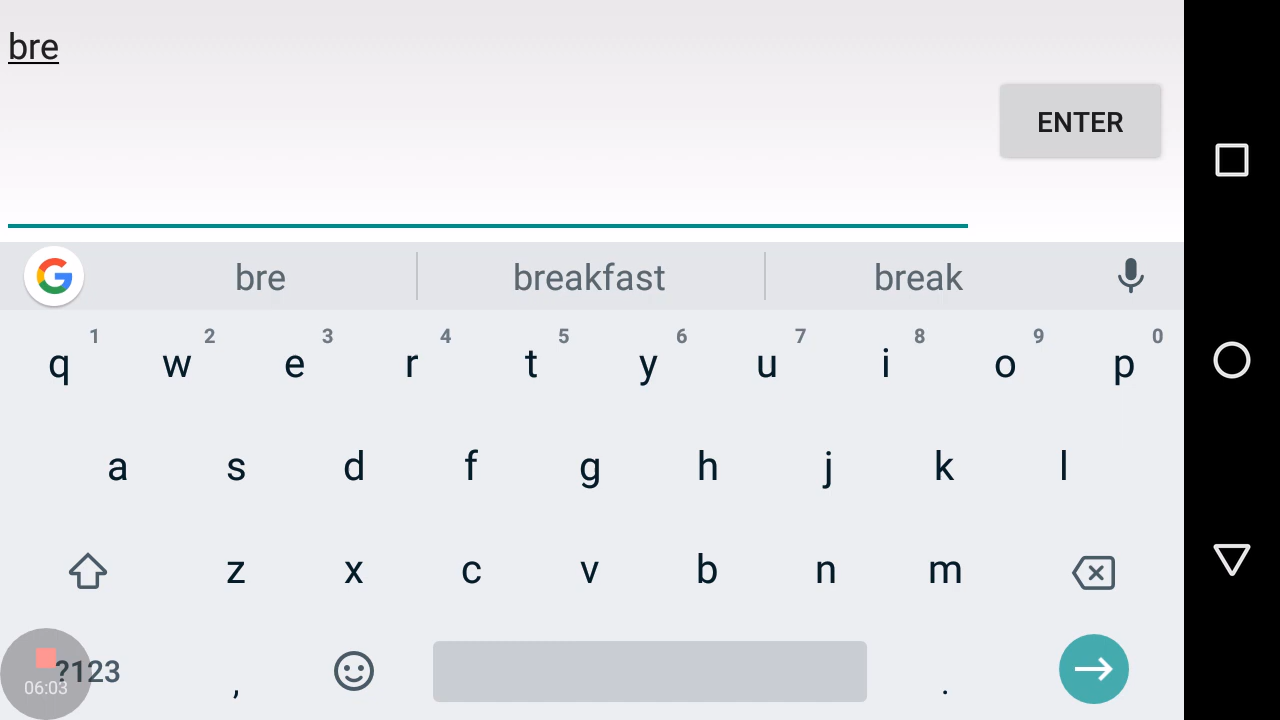 bre
ENTER
bre breakfast break
1 2 3 4 5 6 7 8 9 0
q w e r t y u i o p
a s d f g h j k l
z x c v b n m
?123 , .
06:03